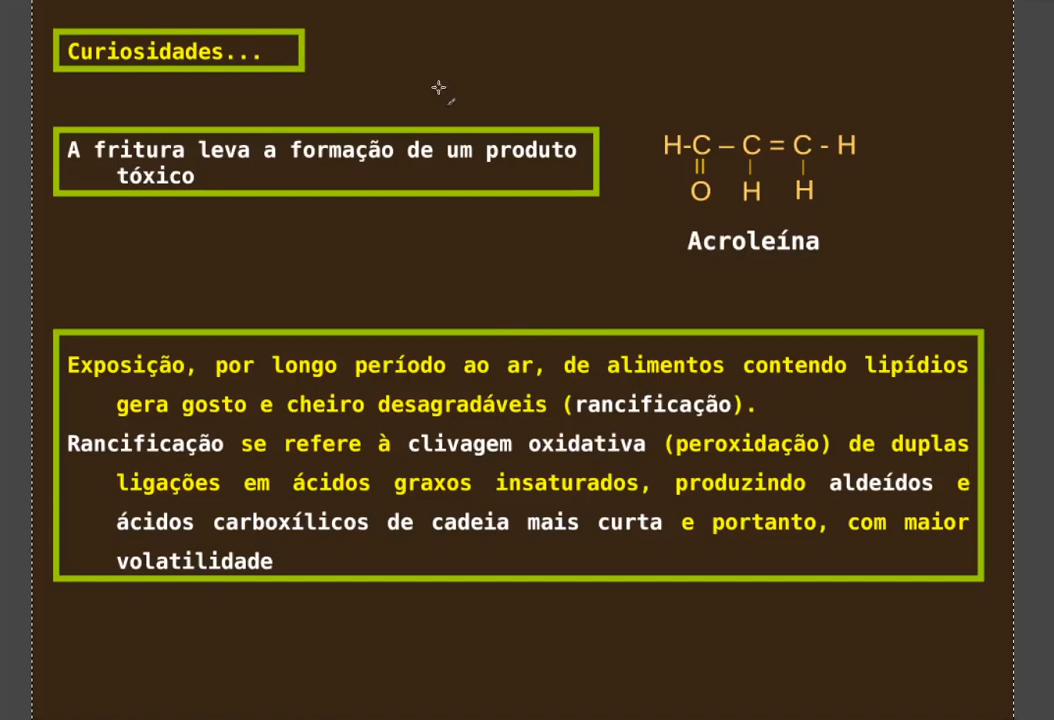 Curiosidades...
A fritura leva a formação de um produto
tóxico
H-C – C = C - H
|| | |
O H H
Acroleína
Exposição, por longo período ao ar, de alimentos contendo lipídios
gera gosto e cheiro desagradáveis (rancificação).
Rancificação se refere à clivagem oxidativa (peroxidação) de duplas
ligações em ácidos graxos insaturados, produzindo aldeídos e
ácidos carboxílicos de cadeia mais curta e portanto, com maior
volatilidade